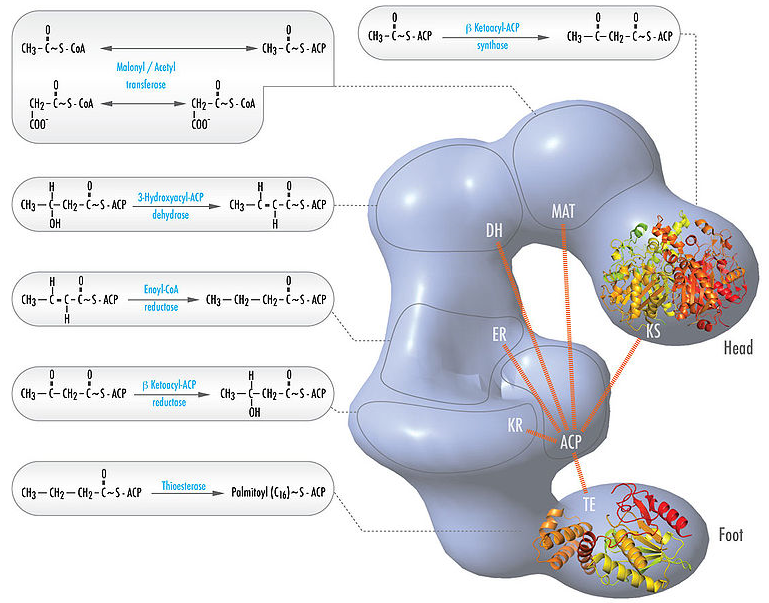 O
CH₃-C~S-CoA
O
CH₃-C~S-ACP
Malonyl / Acetyl
transferase
O
CH₂-C~S-CoA
COO⁻
O
CH₂-C~S-CoA
COO⁻
O
CH₃-C~S-ACP
β Ketoacyl-ACP
synthase
O O
CH₃-C-CH₂-C~S-ACP
H O
CH₃-C-CH₂-C~S-ACP
OH
3-Hydroxyacyl-ACP
dehydrase
H O
CH₃-C=C-C~S-ACP
H
H O
CH₃-C=C-C~S-ACP
H
Enoyl-CoA
reductase
O
CH₃-CH₂-CH₂-C~S-ACP
O O
CH₃-C-CH₂-C~S-ACP
β Ketoacyl-ACP
reductase
H O
CH₃-C-CH₂-C~S-ACP
OH
O
CH₃-CH₂-CH₂-C~S-ACP
Thioesterase
Palmitoyl (C₁₆)~S-ACP
MAT
DH
ER
KS
Head
KR
ACP
TE
Foot